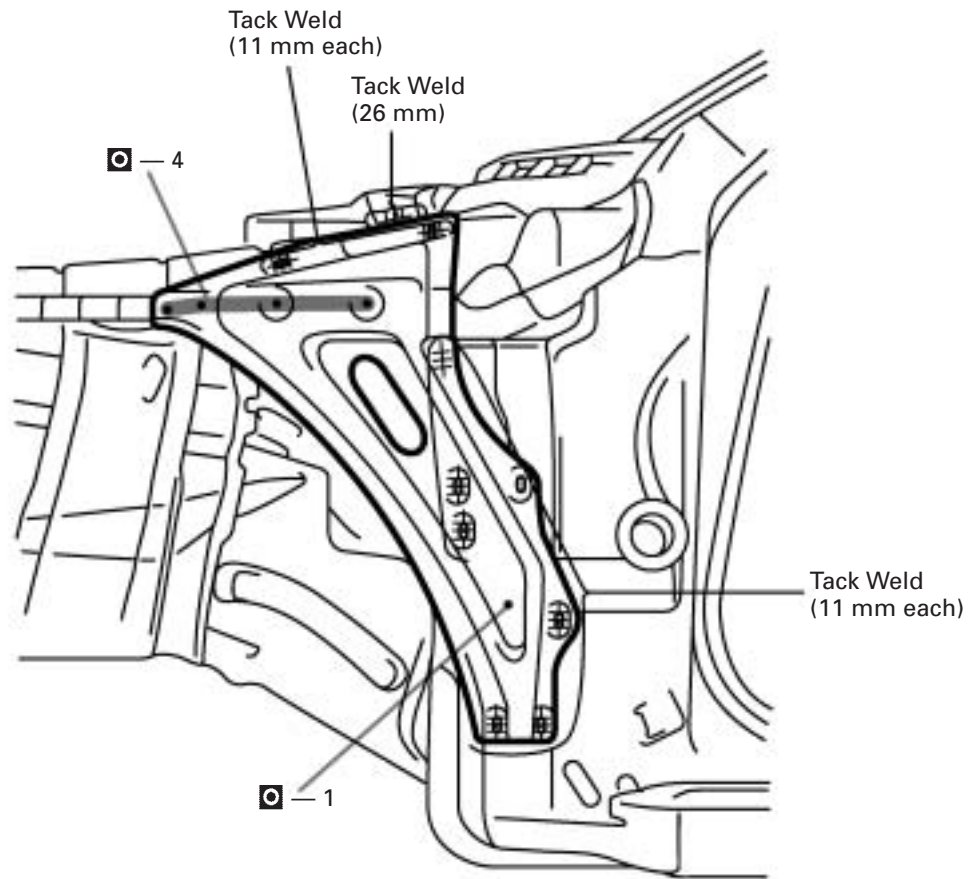 Tack Weld
(11 mm each)
Tack Weld
(26 mm)
— 4
Tack Weld
(11 mm each)
— 1